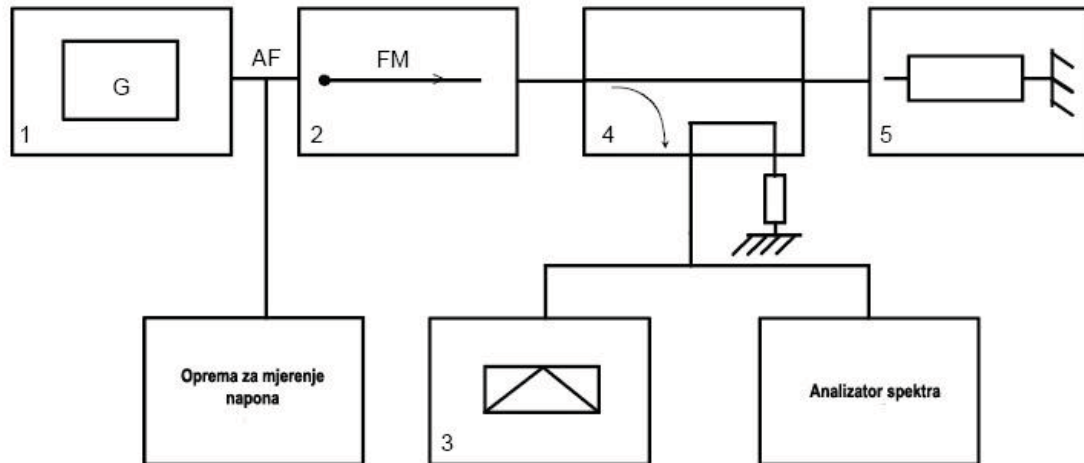 AF
FM
G
1
2
4
5
Oprema za mjerenje
napona
3
Analizator spektra